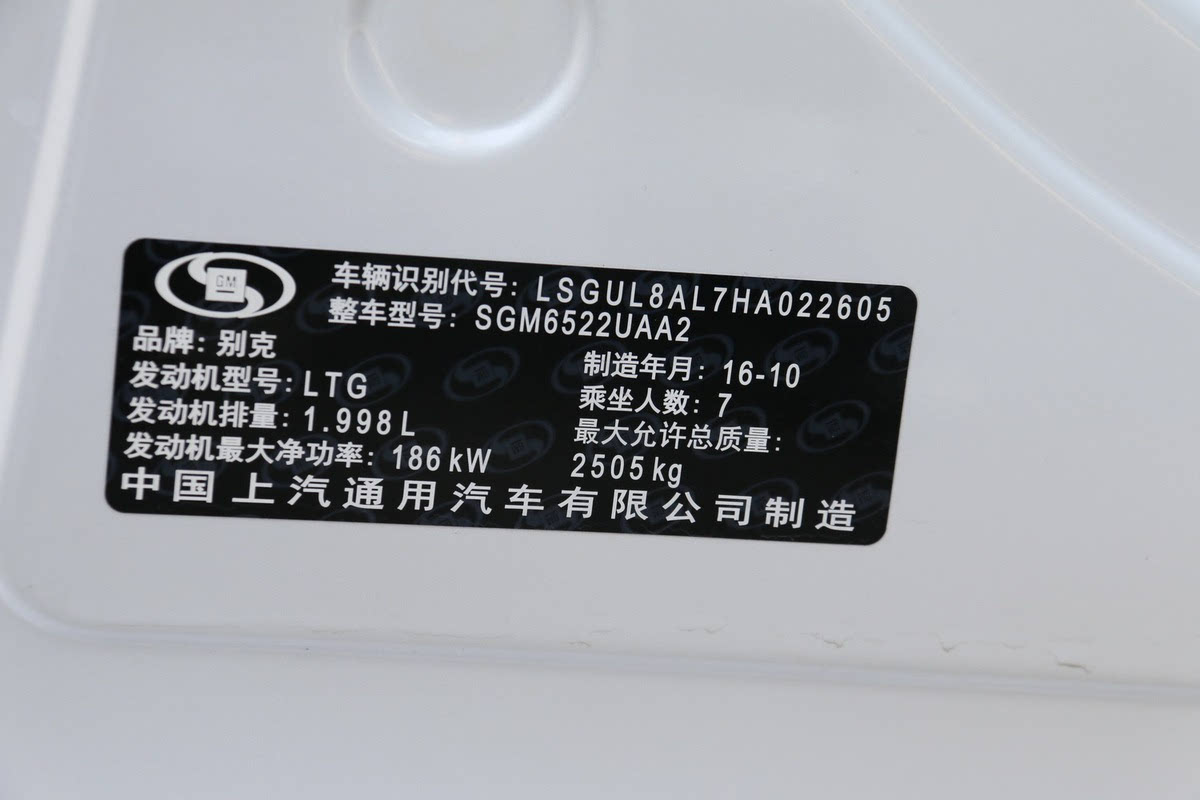 GM
车辆识别代号: LSGUL8AL7HA022605
整车型号: SGM6522UAA2
品牌: 别克
制造年月: 16-10
发动机型号: LTG
乘坐人数: 7
发动机排量: 1.998L
最大允许总质量:
发动机最大净功率: 186kW
2505kg
中国上汽通用汽车有限公司制造